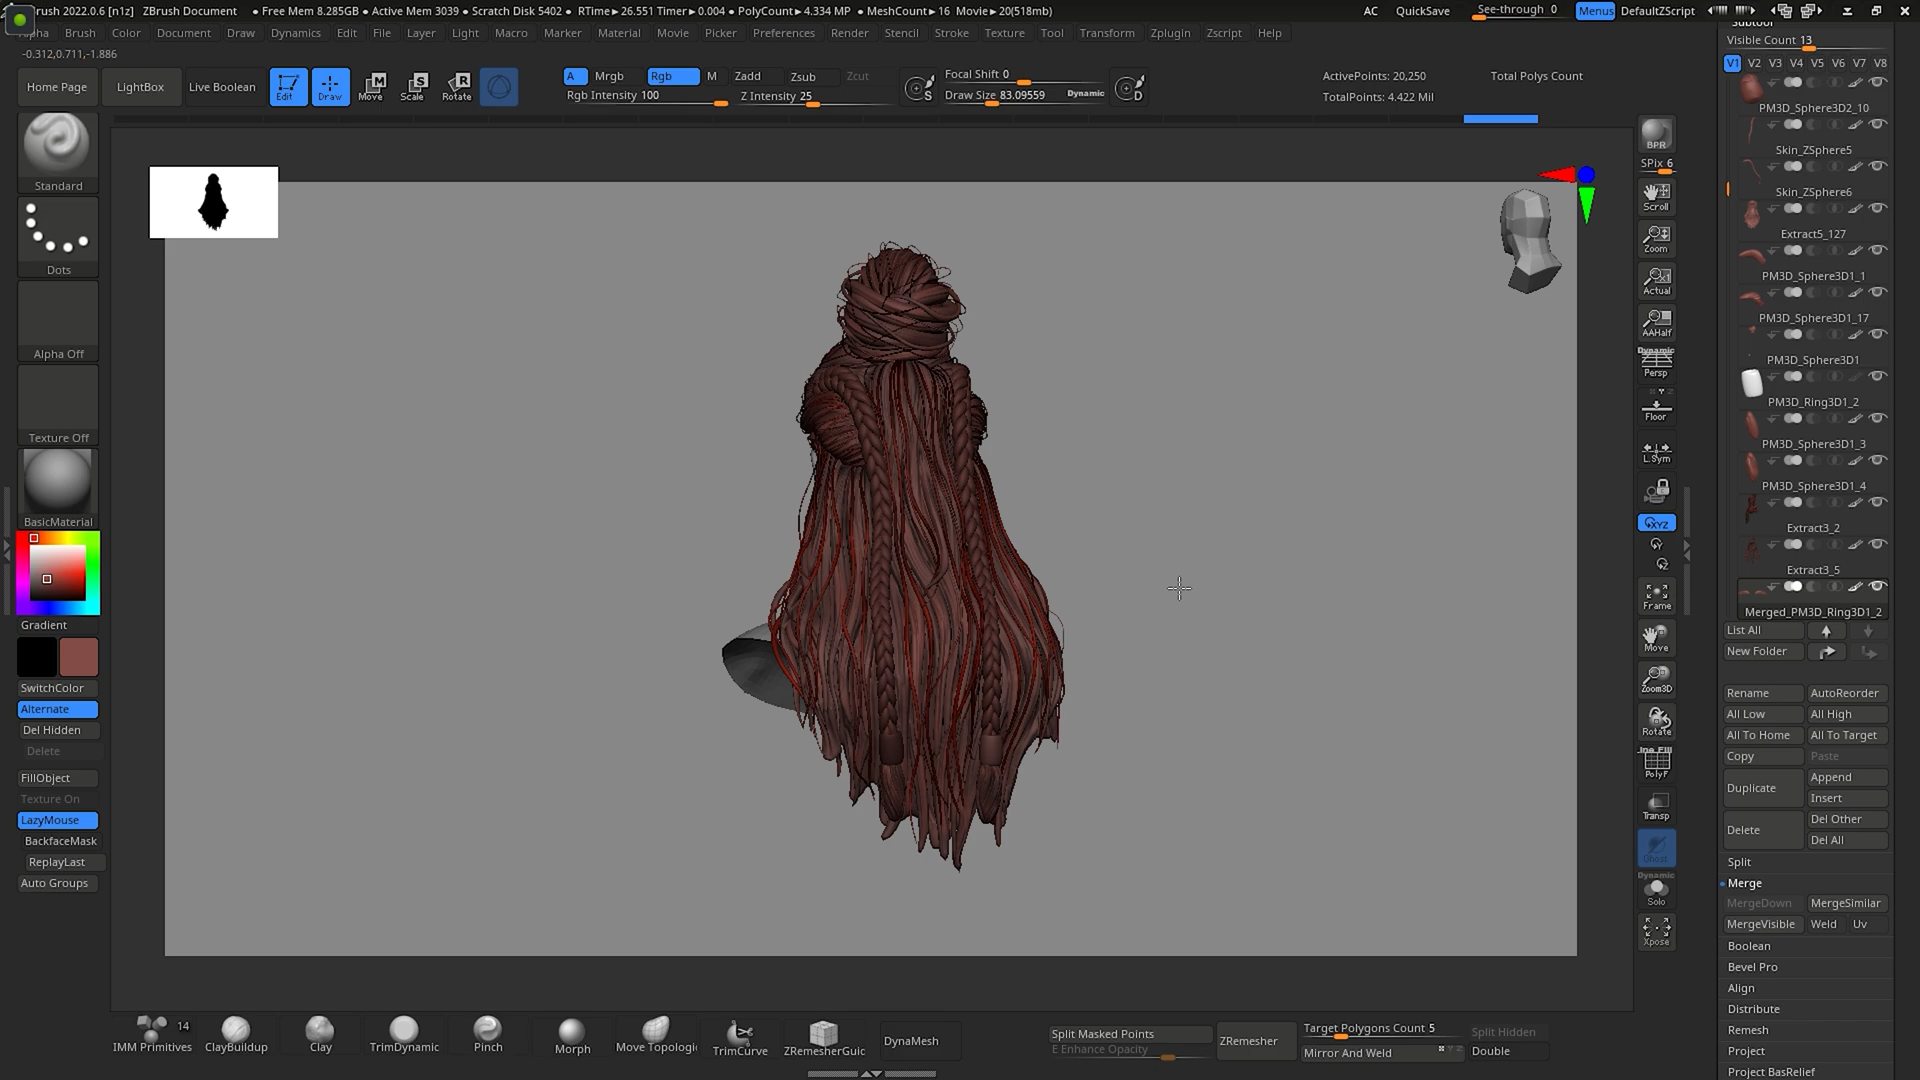 rush 2022.0.6 [n1z] ZBrush Document ● Free Mem 8.285GB ● Active Mem 3039 ● Scratch Disk 5402 ● RTime▶26.551 Timer▶0.004 ● PolyCount▶4.334 MP ● MeshCount▶16 Movie▶20(518mb) AC QuickSave See-through 0 Menus DefaultZScript
lpha Brush Color Document Draw Dynamics Edit File Layer Light Macro Marker Material Movie Picker Preferences Render Stencil Stroke Texture Tool Transform Zplugin Zscript Help
-0.312,0.711,-1.886
Home Page
LightBox
Live Boolean
Edit
Draw
Move
Scale
Rotate
A Mrgb Rgb M Zadd Zsub Zcut
Rgb Intensity 100 Z Intensity 25
S
Focal Shift 0
Draw Size 83.09559 Dynamic
D
ActivePoints: 20,250 Total Polys Count
TotalPoints: 4.422 Mil
Standard
Dots
Alpha Off
Texture Off
BasicMaterial
Gradient
SwitchColor
Alternate
Del Hidden
Delete
FillObject
Texture On
LazyMouse
BackfaceMask
ReplayLast
Auto Groups
BPR
SPix 6
Scroll
Zoom
Actual
AAHalf
Dynamic
Persp
Floor
L.Sym
XYZ
Frame
Move
Zoom3D
Rotate
Line Fill
PolyF
Transp
Ghost
Dynamic
Solo
Xpose
Subtool
Visible Count 13
V1 V2 V3 V4 V5 V6 V7 V8
PM3D_Sphere3D2_10
Skin_ZSphere5
Skin_ZSphere6
Extract5_127
PM3D_Sphere3D1_1
PM3D_Sphere3D1_17
PM3D_Sphere3D1
PM3D_Ring3D1_2
PM3D_Sphere3D1_3
PM3D_Sphere3D1_4
Extract3_2
Extract3_5
Merged_PM3D_Ring3D1_2
List All
New Folder
Rename AutoReorder
All Low All High
All To Home All To Target
Copy Paste
Duplicate Append
Insert
Delete Del Other
Del All
Split
Merge
MergeDown MergeSimilar
MergeVisible Weld Uv
Boolean
Bevel Pro
Align
Distribute
Remesh
Project
Project BasRelief
14
IMM Primitives
ClayBuildup
Clay
TrimDynamic
Pinch
Morph
Move Topologi
TrimCurve
ZRemesherGuic
DynaMesh
Split Masked Points
E Enhance Opacity
ZRemesher
Target Polygons Count 5
Mirror And Weld
Split Hidden
Double